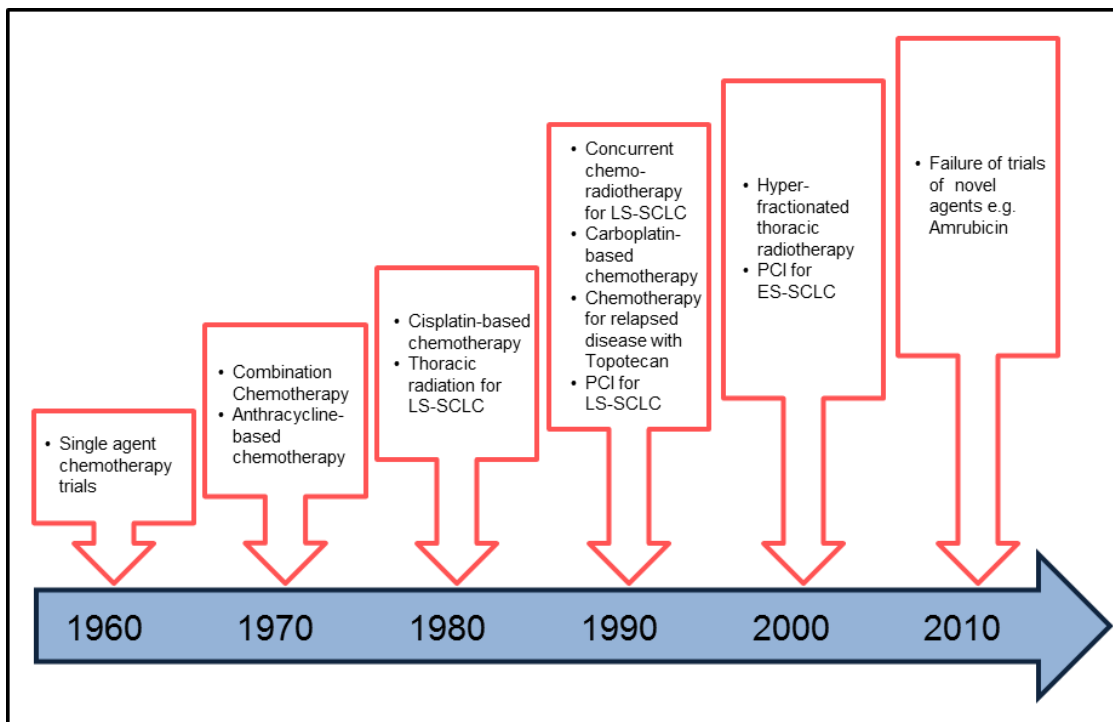 • Single agent
chemotherapy
trials
• Combination
Chemotherapy
• Anthracycline-
based
chemotherapy
• Cisplatin-based
chemotherapy
• Thoracic
radiation for
LS-SCLC
• Concurrent
chemo-
radiotherapy
for LS-SCLC
• Carboplatin-
based
chemotherapy
• Chemotherapy
for relapsed
disease with
Topotecan
• PCI for
LS-SCLC
• Hyper-
fractionated
thoracic
radiotherapy
• PCI for
ES-SCLC
• Failure of trials
of novel
agents e.g.
Amrubicin
1960 1970 1980 1990 2000 2010